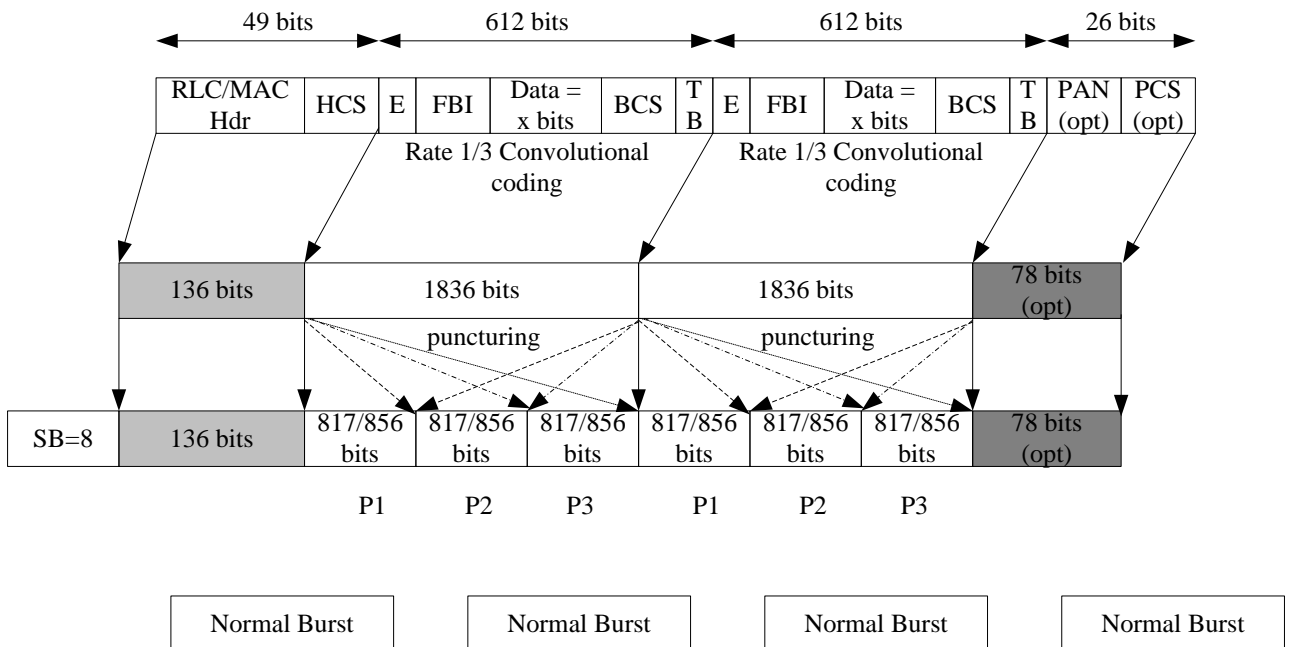 49 bits
612 bits
612 bits
26 bits
RLC/MAC
Hdr
HCS
E
FBI
Data =
x bits
BCS
T
B
E
FBI
Data =
x bits
BCS
T
B
PAN
(opt)
PCS
(opt)
Rate 1/3 Convolutional
coding
Rate 1/3 Convolutional
coding
136 bits
1836 bits
1836 bits
78 bits
(opt)
puncturing
puncturing
SB=8
136 bits
817/856
bits
817/856
bits
817/856
bits
817/856
bits
817/856
bits
817/856
bits
78 bits
(opt)
P1
P2
P3
P1
P2
P3
Normal Burst
Normal Burst
Normal Burst
Normal Burst